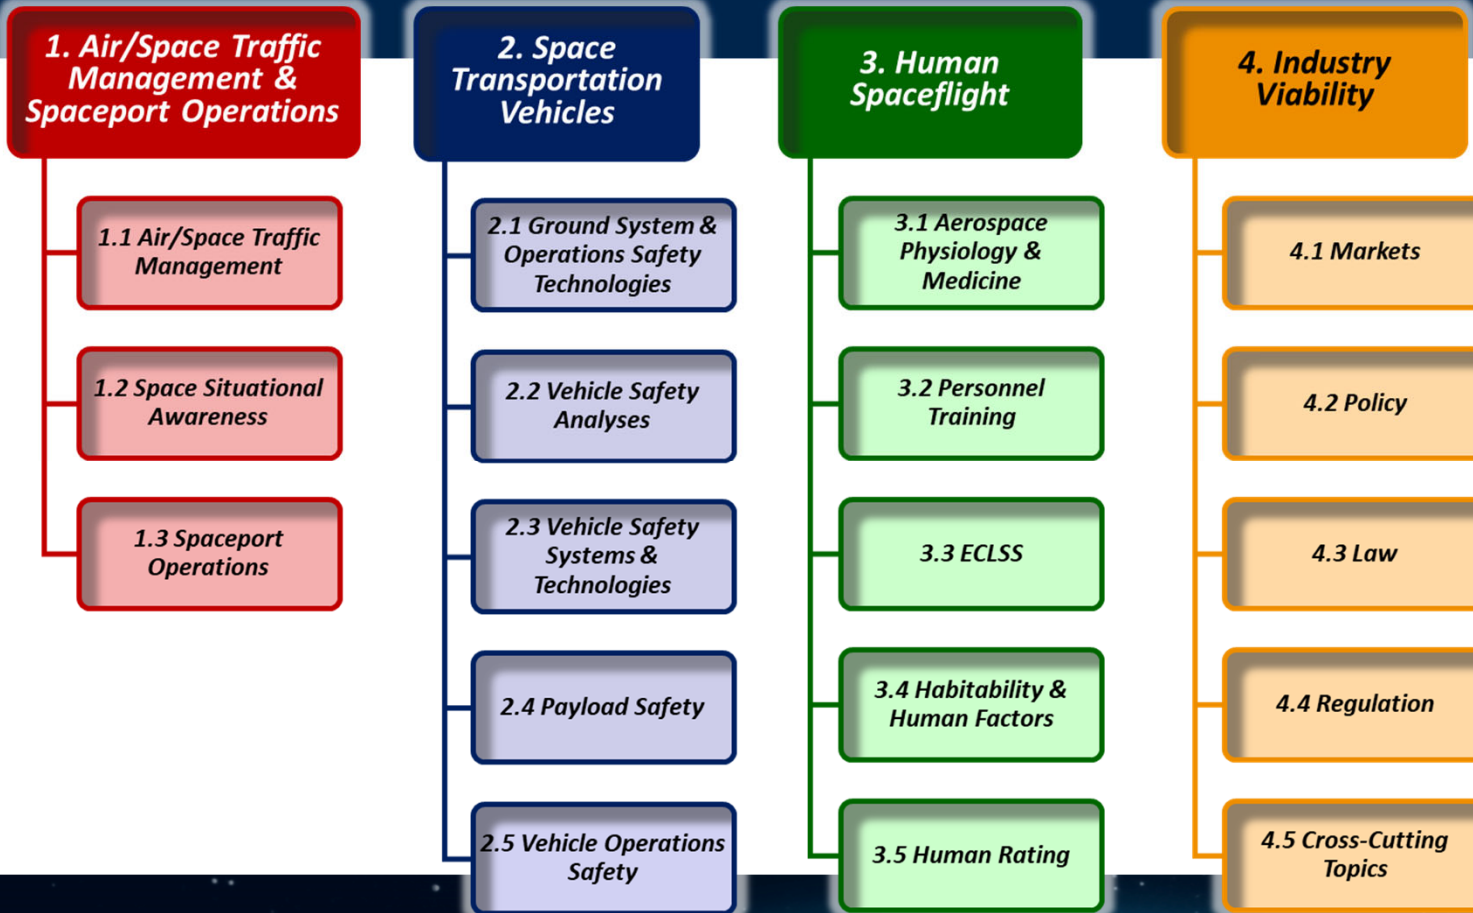 1. Air/Space Traffic
Management &
Spaceport Operations
1.1 Air/Space Traffic
Management
1.2 Space Situational
Awareness
1.3 Spaceport
Operations
2. Space
Transportation
Vehicles
2.1 Ground System &
Operations Safety
Technologies
2.2 Vehicle Safety
Analyses
2.3 Vehicle Safety
Systems &
Technologies
2.4 Payload Safety
2.5 Vehicle Operations
Safety
3. Human
Spaceflight
3.1 Aerospace
Physiology &
Medicine
3.2 Personnel
Training
3.3 ECLSS
3.4 Habitability &
Human Factors
3.5 Human Rating
4. Industry
Viability
4.1 Markets
4.2 Policy
4.3 Law
4.4 Regulation
4.5 Cross-Cutting
Topics